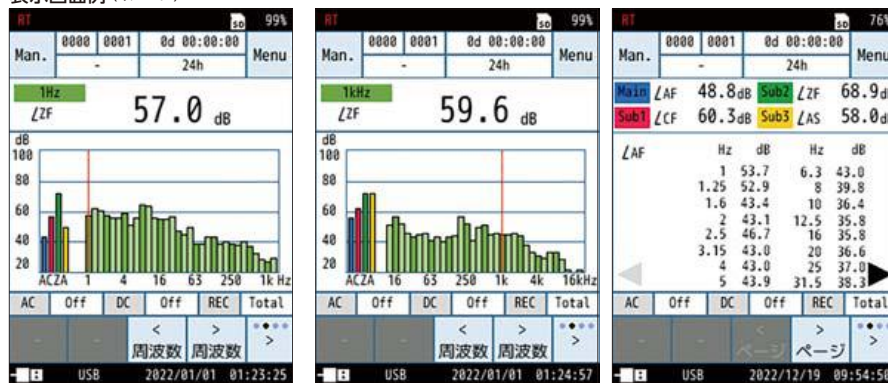 RT SD 99%
Man. 0000 0001 0d 00:00:00 Menu
- 24h
1Hz
LZF 57.0 dB
dB
100
80
60
40
20
ACZA 1 4 16 63 250 1k Hz
AC Off DC Off REC Total
- - < > >
周波数 周波数
USB 2022/01/01 01:23:25
RT SD 99%
Man. 0000 0001 0d 00:00:00 Menu
- 24h
1kHz
LZF 59.6 dB
dB
100
80
60
40
20
ACZA 16 63 250 1k 4k 16kHz
AC Off DC Off REC Total
- - < > >
周波数 周波数
USB 2022/01/01 01:24:57
RT SD 76%
Man. 0000 0001 0d 00:00:00 Menu
- 24h
Main LAF 48.8dB Sub2 LZF 68.9dB
Sub1 LCF 60.3dB Sub3 LAS 58.0dB
LAF Hz dB Hz dB
1 53.7 6.3 43.0
1.25 52.9 8 39.8
1.6 43.4 10 36.4
2 43.1 12.5 35.8
2.5 46.7 16 35.8
3.15 43.0 20 36.6
4 43.0 25 37.0
5 43.9 31.5 38.3
AC Off DC Off REC Total
- - < > >
ページ ページ
USB 2022/12/19 09:54:50